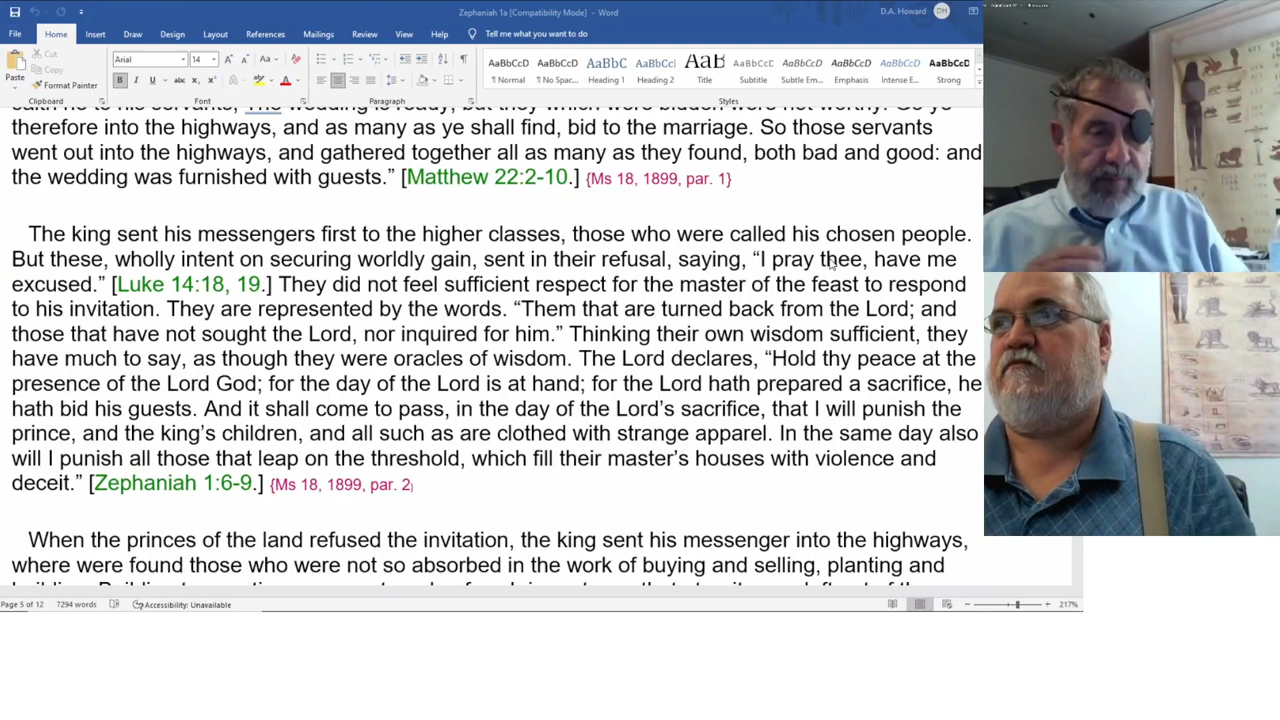 Zephaniah 1a [Compatibility Mode] - Word
D.A. Howard
DH
File Home Insert Draw Design Layout References Mailings Review View Help Tell me what you want to do
Paste
Cut
Copy
Format Painter
Arial
14
Clipboard
Font
Paragraph
Styles
AaBbCcD AaBbCcD AaBbC AaBbCcD AaB AaBbCcD AaBbCcD AaBbCcD AaBbCcD AaBbCcD
¶ Normal ¶ No Spac... Heading 1 Heading 2 Title Subtitle Subtle Em... Emphasis Intense E... Strong
therefore into the highways, and as many as ye shall find, bid to the marriage. So those servants
went out into the highways, and gathered together all as many as they found, both bad and good: and
the wedding was furnished with guests.” [Matthew 22:2-10.] {Ms 18, 1899, par. 1}
The king sent his messengers first to the higher classes, those who were called his chosen people.
But these, wholly intent on securing worldly gain, sent in their refusal, saying, “I pray thee, have me
excused.” [Luke 14:18, 19.] They did not feel sufficient respect for the master of the feast to respond
to his invitation. They are represented by the words. “Them that are turned back from the Lord; and
those that have not sought the Lord, nor inquired for him.” Thinking their own wisdom sufficient, they
have much to say, as though they were oracles of wisdom. The Lord declares, “Hold thy peace at the
presence of the Lord God; for the day of the Lord is at hand; for the Lord hath prepared a sacrifice, he
hath bid his guests. And it shall come to pass, in the day of the Lord’s sacrifice, that I will punish the
prince, and the king’s children, and all such as are clothed with strange apparel. In the same day also
will I punish all those that leap on the threshold, which fill their master’s houses with violence and
deceit.” [Zephaniah 1:6-9.] {Ms 18, 1899, par. 2}
When the princes of the land refused the invitation, the king sent his messenger into the highways,
where were found those who were not so absorbed in the work of buying and selling, planting and
Page 5 of 12 7294 words Accessibility: Unavailable 217%